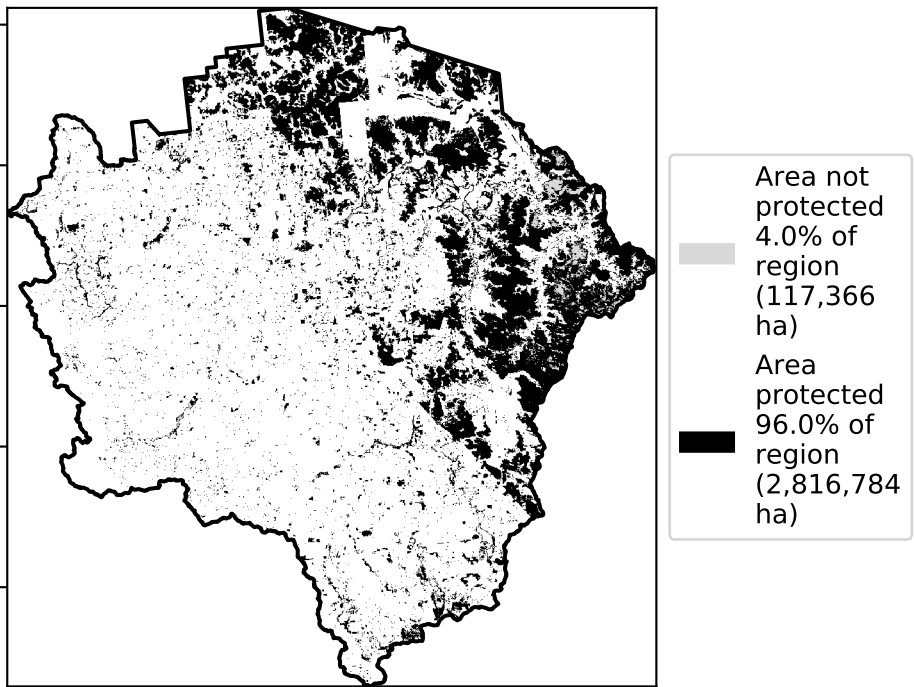 Area not
protected
4.0% of
region
(117,366
ha)
Area
protected
96.0% of
region
(2,816,784
ha)